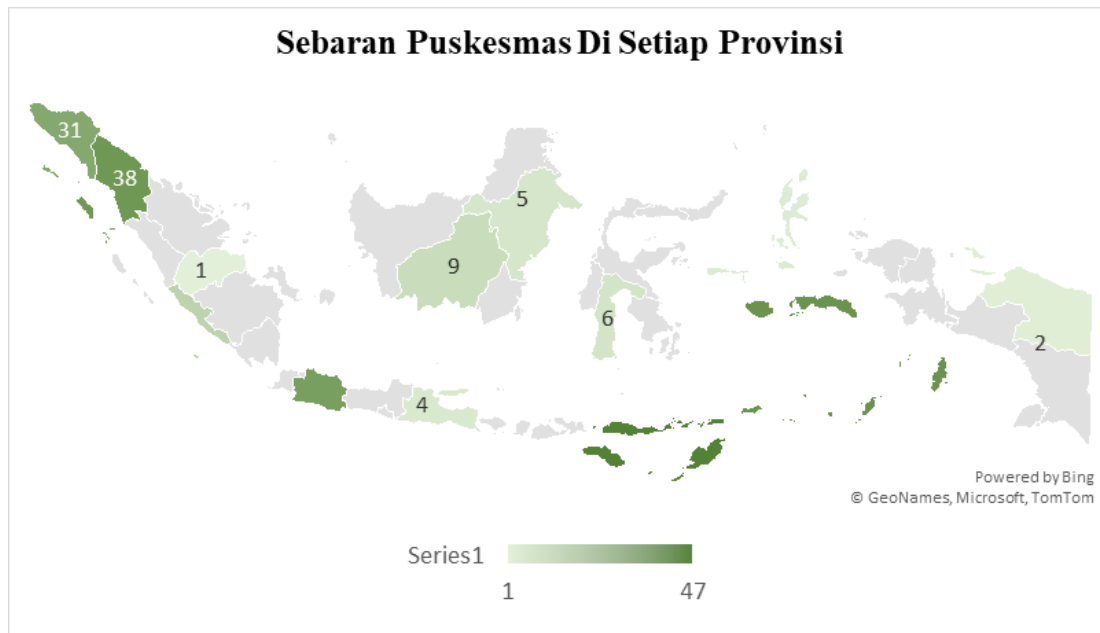 Sebaran Puskesmas Di Setiap Provinsi
31
38
5
1
9
6
2
4
Powered by Bing
© GeoNames, Microsoft, TomTom
Series1
1 47